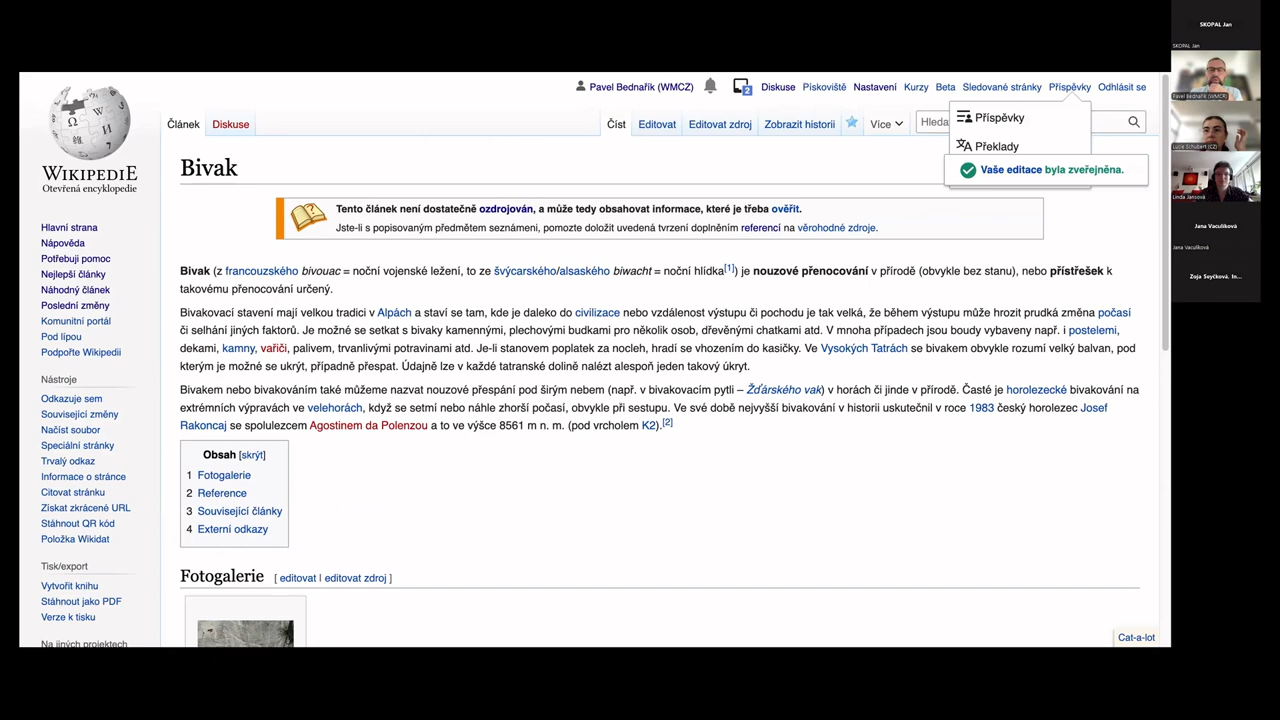 SKOPAL Jan
SKOPAL Jan
Pavel Bednařík (WMCZ)
Lucie Schubert (CZ)
Linda Jansová
Jana Vaculíková
Jana Vaculíková
Zoja Seyčková, In...
Pavel Bednařík (WMCZ)
2
Diskuse
Pískoviště
Nastavení
Kurzy
Beta
Sledované stránky
Příspěvky
Odhlásit se
Příspěvky
Překlady
Vaše editace byla zveřejněna.
WIKIPEDIE
Otevřená encyklopedie
Článek
Diskuse
Číst
Editovat
Editovat zdroj
Zobrazit historii
Více
Hleda
Hlavní strana
Nápověda
Potřebuji pomoc
Nejlepší články
Náhodný článek
Poslední změny
Komunitní portál
Pod lípou
Podpořte Wikipedii
Nástroje
Odkazuje sem
Související změny
Načíst soubor
Speciální stránky
Trvalý odkaz
Informace o stránce
Citovat stránku
Získat zkrácené URL
Stáhnout QR kód
Položka Wikidat
Tisk/export
Vytvořit knihu
Stáhnout jako PDF
Verze k tisku
Na jiných projektech
Bivak
Tento článek není dostatečně ozdrojován, a může tedy obsahovat informace, které je třeba ověřit.
Jste-li s popisovaným předmětem seznámeni, pomozte doložit uvedená tvrzení doplněním referencí na věrohodné zdroje.
Bivak (z francouzského bivouac = noční vojenské ležení, to ze švýcarského/alsaského biwacht = noční hlídka[1]) je nouzové přenocování v přírodě (obvykle bez stanu), nebo přístřešek k
takovému přenocování určený.
Bivakovací stavení mají velkou tradici v Alpách a staví se tam, kde je daleko do civilizace nebo vzdálenost výstupu či pochodu je tak velká, že během výstupu může hrozit prudká změna počasí
či selhání jiných faktorů. Je možné se setkat s bivaky kamennými, plechovými budkami pro několik osob, dřevěnými chatkami atd. V mnoha případech jsou boudy vybaveny např. i postelemi,
dekami, kamny, vařiči, palivem, trvanlivými potravinami atd. Je-li stanovem poplatek za nocleh, hradí se vhozením do kasičky. Ve Vysokých Tatrách se bivakem obvykle rozumí velký balvan, pod
kterým je možné se ukrýt, případně přespat. Údajně lze v každé tatranské dolině nalézt alespoň jeden takový úkryt.
Bivakem nebo bivakováním také můžeme nazvat nouzové přespání pod širým nebem (např. v bivakovacím pytli – Žďárského vak) v horách či jinde v přírodě. Časté je horolezecké bivakování na
extrémních výpravách ve velehorách, když se setmí nebo náhle zhorší počasí, obvykle při sestupu. Ve své době nejvyšší bivakování v historii uskutečnil v roce 1983 český horolezec Josef
Rakoncaj se spolulezcem Agostinem da Polenzou a to ve výšce 8561 m n. m. (pod vrcholem K2).[2]
Obsah [skrýt]
1 Fotogalerie
2 Reference
3 Související články
4 Externí odkazy
Fotogalerie [ editovat | editovat zdroj ]
Cat-a-lot